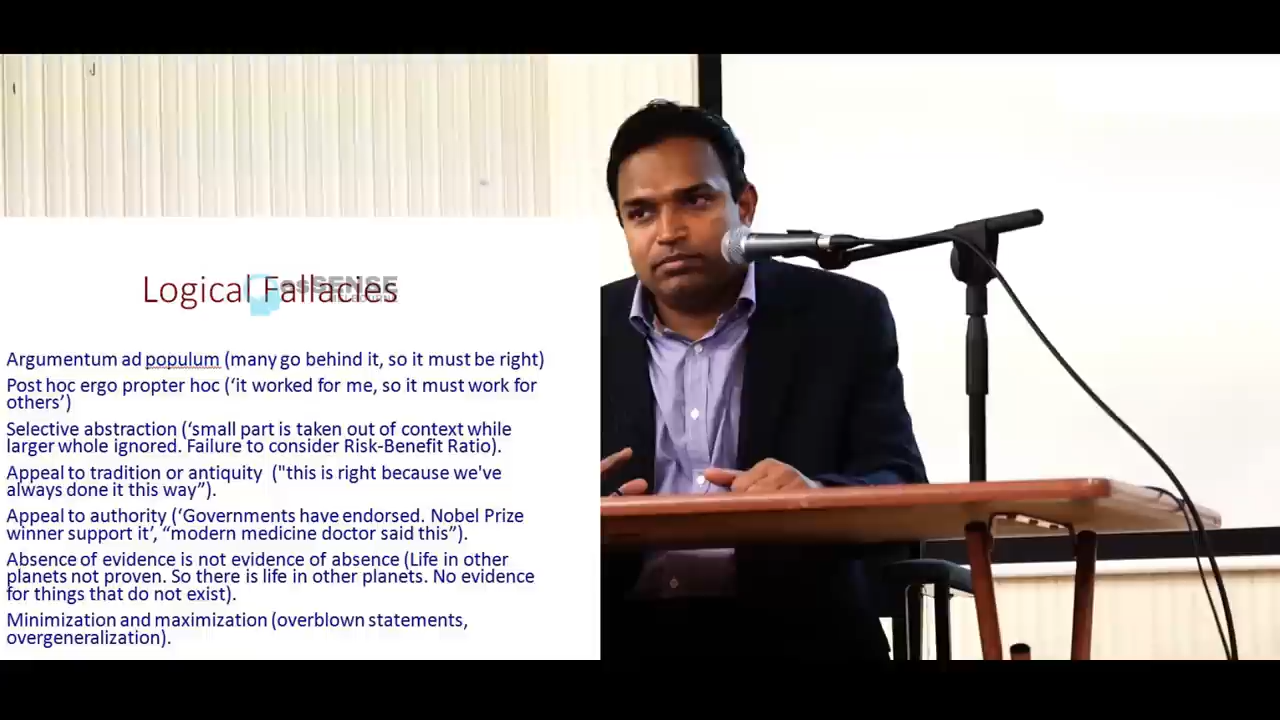 Logical Fallacies
Argumentum ad populum (many go behind it, so it must be right)
Post hoc ergo propter hoc (‘it worked for me, so it must work for
others’)
Selective abstraction (‘small part is taken out of context while
larger whole ignored. Failure to consider Risk-Benefit Ratio).
Appeal to tradition or antiquity ("this is right because we've
always done it this way”).
Appeal to authority (‘Governments have endorsed. Nobel Prize
winner support it’, “modern medicine doctor said this”).
Absence of evidence is not evidence of absence (Life in other
planets not proven. So there is life in other planets. No evidence
for things that do not exist).
Minimization and maximization (overblown statements,
overgeneralization).